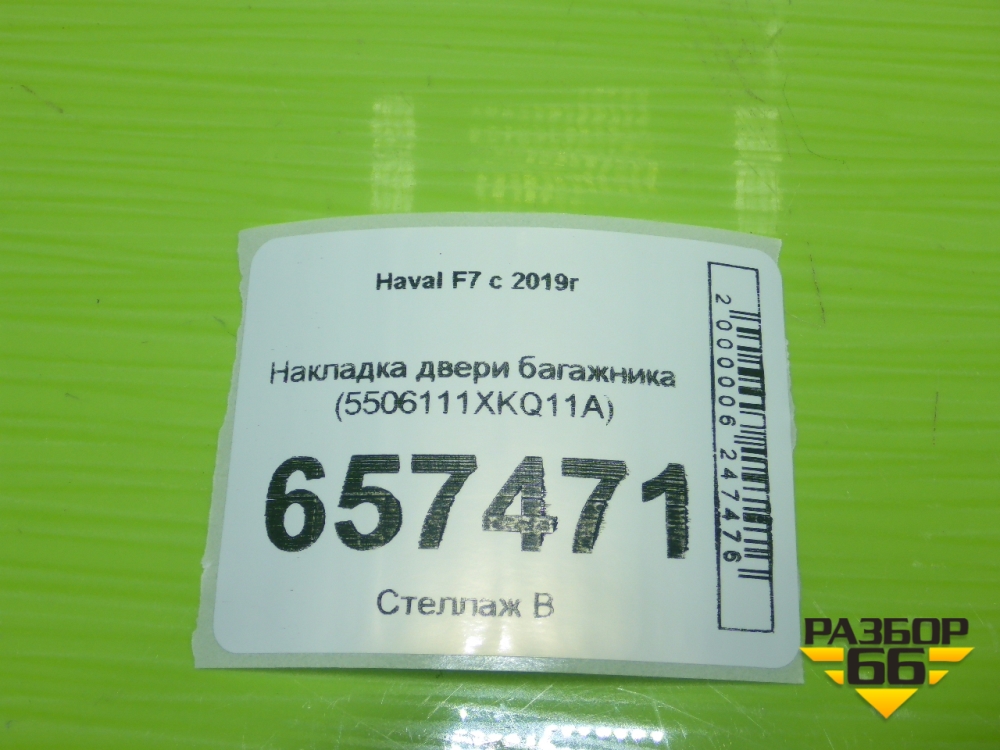 Haval F7 с 2019г
Накладка двери багажника
(5506111XKQ11A)
657471
Стеллаж В
2000006247476
РАЗБОР
66